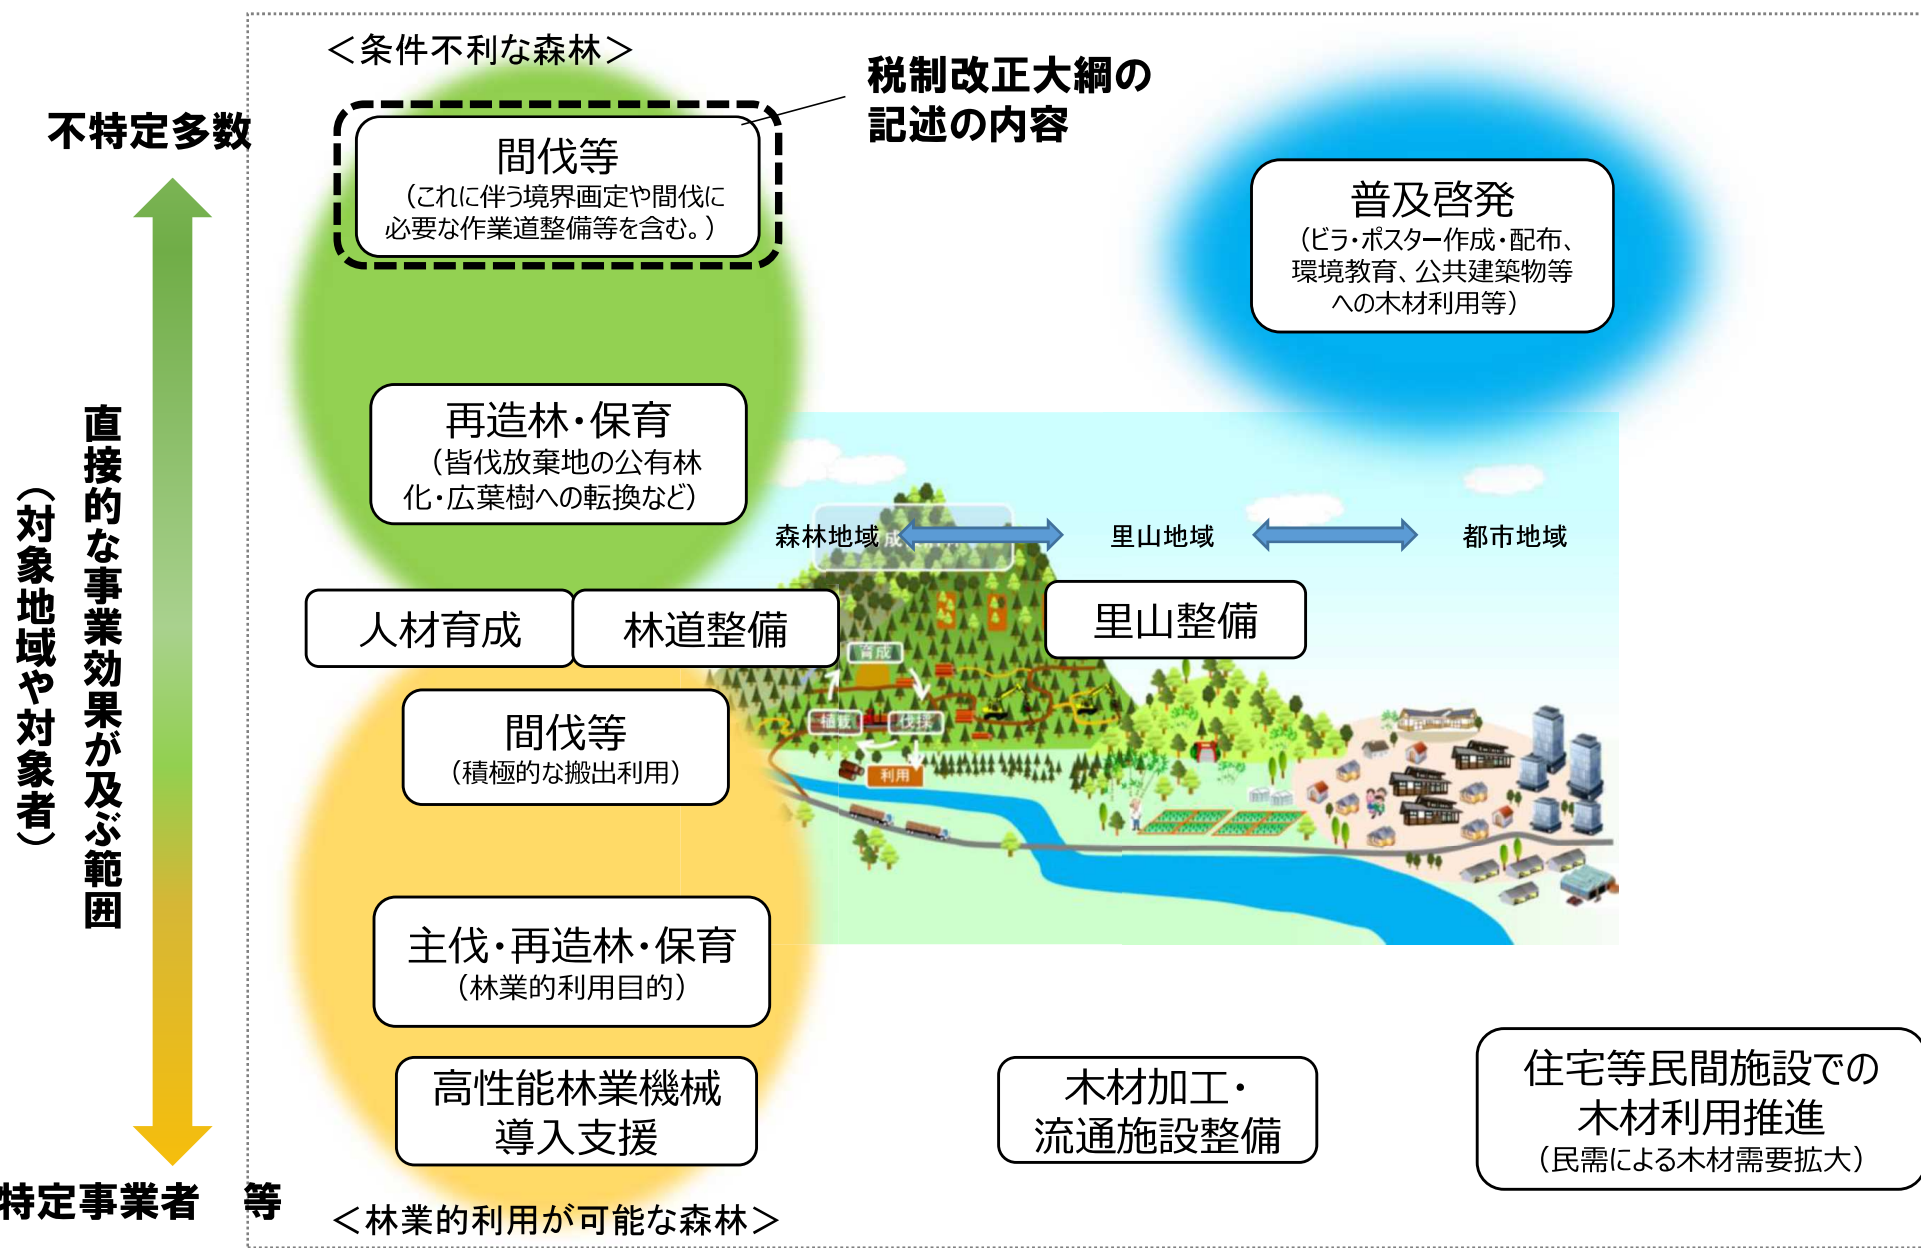 ＜条件不利な森林＞
税制改正大綱の
記述の内容
不特定多数
間伐等
（これに伴う境界画定や間伐に
必要な作業道整備等を含む。）
普及啓発
（ビラ・ポスター作成・配布、
環境教育、公共建築物等
への木材利用等）
直接的な事業効果が及ぶ範囲
（対象地域や対象者）
再造林・保育
（皆伐放棄地の公有林
化・広葉樹への転換など）
森林地域
成
里山地域
都市地域
人材育成
林道整備
里山整備
育成
植栽
伐採
利用
間伐等
（積極的な搬出利用）
主伐・再造林・保育
（林業的利用目的）
高性能林業機械
導入支援
木材加工・
流通施設整備
住宅等民間施設での
木材利用推進
（民需による木材需要拡大）
特定事業者　等
＜林業的利用が可能な森林＞